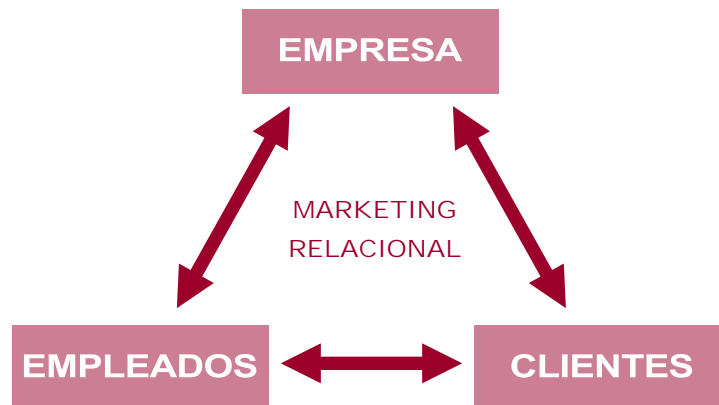 EMPRESA
MARKETING
RELACIONAL
EMPLEADOS
CLIENTES